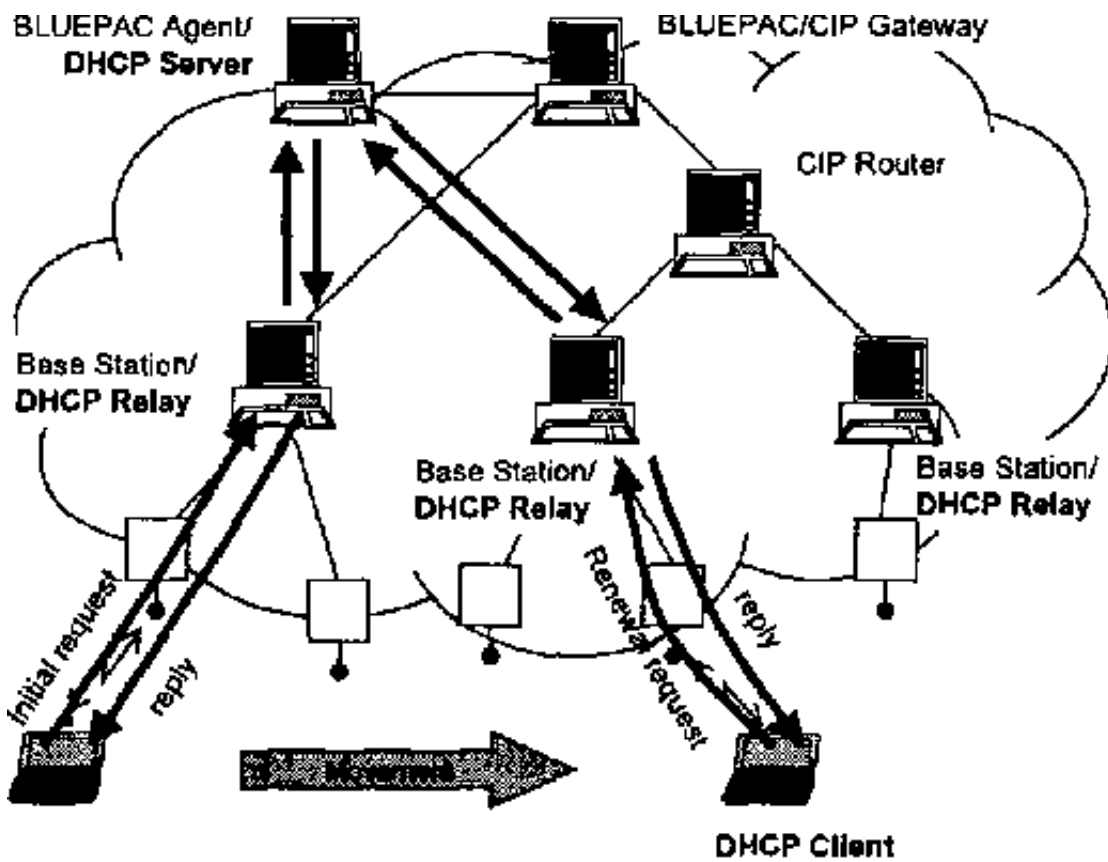 BLUEPAC Agent/
DHCP Server
BLUEPAC/CIP Gateway
CIP Router
Base Station/
DHCP Relay
Base Station/
DHCP Relay
Base Station/
DHCP Relay
Initial request
reply
Renewal request
reply
Movement
DHCP Client